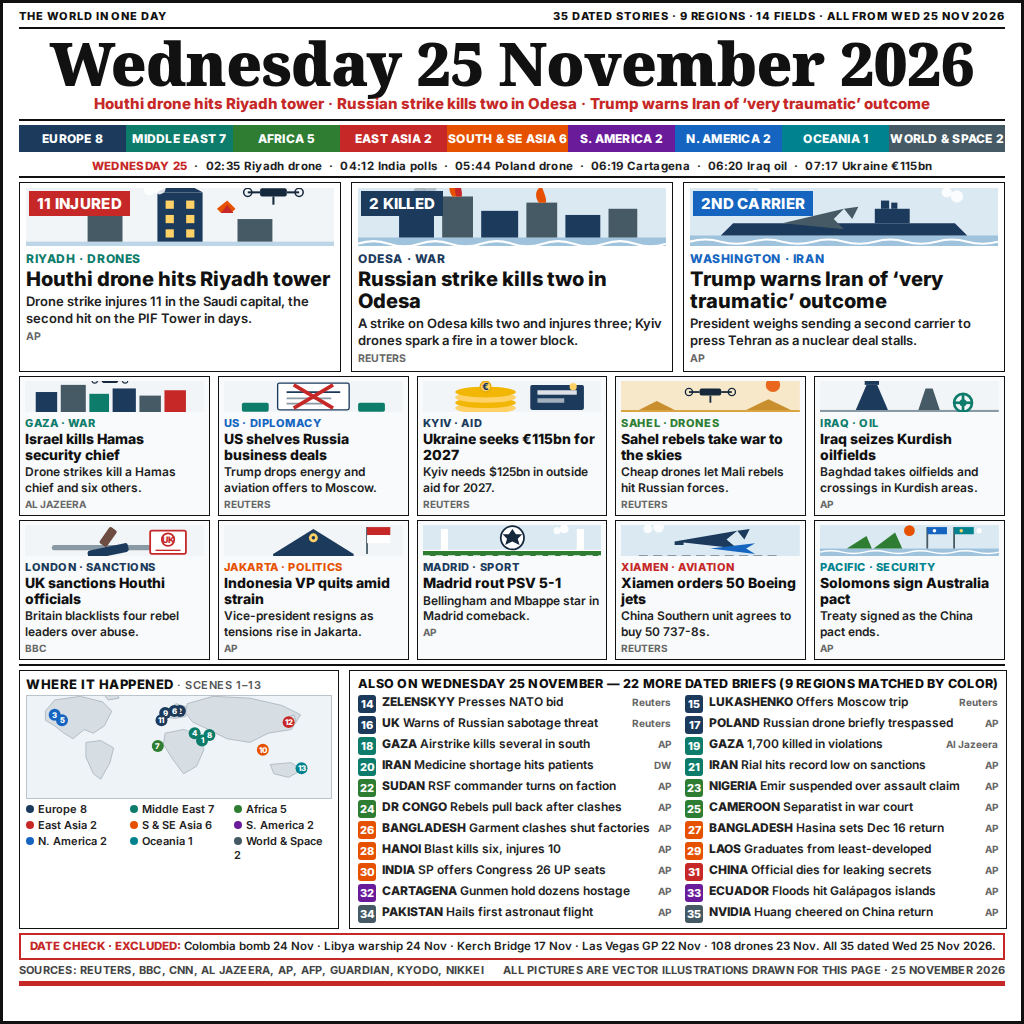 THE WORLD IN ONE DAY
35 DATED STORIES · 9 REGIONS · 14 FIELDS · ALL FROM WED 25 NOV 2026
Wednesday 25 November 2026
Houthi drone hits Riyadh tower · Russian strike kills two in Odesa · Trump warns Iran of ‘very traumatic’ outcome
EUROPE 8 MIDDLE EAST 7 AFRICA 5 EAST ASIA 2 SOUTH & SE ASIA 6 S. AMERICA 2 N. AMERICA 2 OCEANIA 1 WORLD & SPACE 2
WEDNESDAY 25 · 02:35 Riyadh drone · 04:12 India polls · 05:44 Poland drone · 06:19 Cartagena · 06:20 Iraq oil · 07:17 Ukraine €115bn
11 INJURED
RIYADH · DRONES
Houthi drone hits Riyadh tower
Drone strike injures 11 in the Saudi capital, the
second hit on the PIF Tower in days.
AP
2 KILLED
ODESA · WAR
Russian strike kills two in
Odesa
A strike on Odesa kills two and injures three; Kyiv
drones spark a fire in a tower block.
REUTERS
2ND CARRIER
WASHINGTON · IRAN
Trump warns Iran of ‘very
traumatic’ outcome
President weighs sending a second carrier to
press Tehran as a nuclear deal stalls.
AP
GAZA · WAR
Israel kills Hamas
security chief
Drone strikes kill a Hamas
chief and six others.
AL JAZEERA
US · DIPLOMACY
US shelves Russia
business deals
Trump drops energy and
aviation offers to Moscow.
REUTERS
€
KYIV · AID
Ukraine seeks €115bn for
2027
Kyiv needs $125bn in outside
aid for 2027.
REUTERS
SAHEL · DRONES
Sahel rebels take war to
the skies
Cheap drones let Mali rebels
hit Russian forces.
REUTERS
IRAQ · OIL
Iraq seizes Kurdish
oilfields
Baghdad takes oilfields and
crossings in Kurdish areas.
AP
UK
LONDON · SANCTIONS
UK sanctions Houthi
officials
Britain blacklists four rebel
leaders over abuse.
BBC
JAKARTA · POLITICS
Indonesia VP quits amid
strain
Vice-president resigns as
tensions rise in Jakarta.
AP
MADRID · SPORT
Madrid rout PSV 5-1
Bellingham and Mbappe star in
Madrid comeback.
AP
XIAMEN · AVIATION
Xiamen orders 50 Boeing
jets
China Southern unit agrees to
buy 50 737-8s.
REUTERS
PACIFIC · SECURITY
Solomons sign Australia
pact
Treaty signed as the China
pact ends.
AP
WHERE IT HAPPENED · SCENES 1–13
3 5 9 6 11 7 4 1 8 12 10 13
Europe 8 Middle East 7 Africa 5
East Asia 2 S & SE Asia 6 S. America 2
N. America 2 Oceania 1 World & Space
2
ALSO ON WEDNESDAY 25 NOVEMBER — 22 MORE DATED BRIEFS (9 REGIONS MATCHED BY COLOR)
14 ZELENSKYY Presses NATO bid Reuters
15 LUKASHENKO Offers Moscow trip Reuters
16 UK Warns of Russian sabotage threat Reuters
17 POLAND Russian drone briefly trespassed AP
18 GAZA Airstrike kills several in south AP
19 GAZA 1,700 killed in violations Al Jazeera
20 IRAN Medicine shortage hits patients DW
21 IRAN Rial hits record low on sanctions AP
22 SUDAN RSF commander turns on faction AP
23 NIGERIA Emir suspended over assault claim AP
24 DR CONGO Rebels pull back after clashes AP
25 CAMEROON Separatist in war court AP
26 BANGLADESH Garment clashes shut factories AP
27 BANGLADESH Hasina sets Dec 16 return AP
28 HANOI Blast kills six, injures 10 AP
29 LAOS Graduates from least-developed AP
30 INDIA SP offers Congress 26 UP seats AP
31 CHINA Official dies for leaking secrets AP
32 CARTAGENA Gunmen hold dozens hostage AP
33 ECUADOR Floods hit Galápagos islands AP
34 PAKISTAN Hails first astronaut flight AP
35 NVIDIA Huang cheered on China return AP
DATE CHECK · EXCLUDED: Colombia bomb 24 Nov · Libya warship 24 Nov · Kerch Bridge 17 Nov · Las Vegas GP 22 Nov · 108 drones 23 Nov. All 35 dated Wed 25 Nov 2026.
SOURCES: REUTERS, BBC, CNN, AL JAZEERA, AP, AFP, GUARDIAN, KYODO, NIKKEI
ALL PICTURES ARE VECTOR ILLUSTRATIONS DRAWN FOR THIS PAGE · 25 NOVEMBER 2026